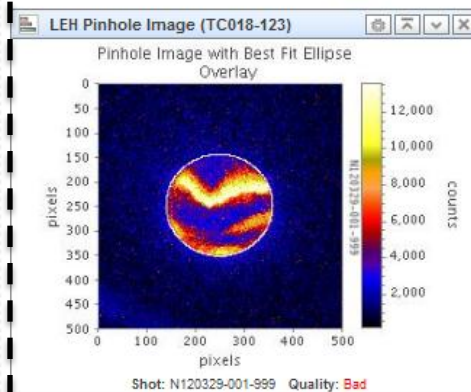 LEH Pinhole Image (TC018-123)
Pinhole Image with Best Fit Ellipse
Overlay
0
50
100
150
200
250
300
350
400
450
500
pixels
0
100
200
300
400
500
pixels
N120329-001-999
12,000
10,000
8,000
6,000
4,000
2,000
counts
Shot: N120329-001-999 Quality: Bad